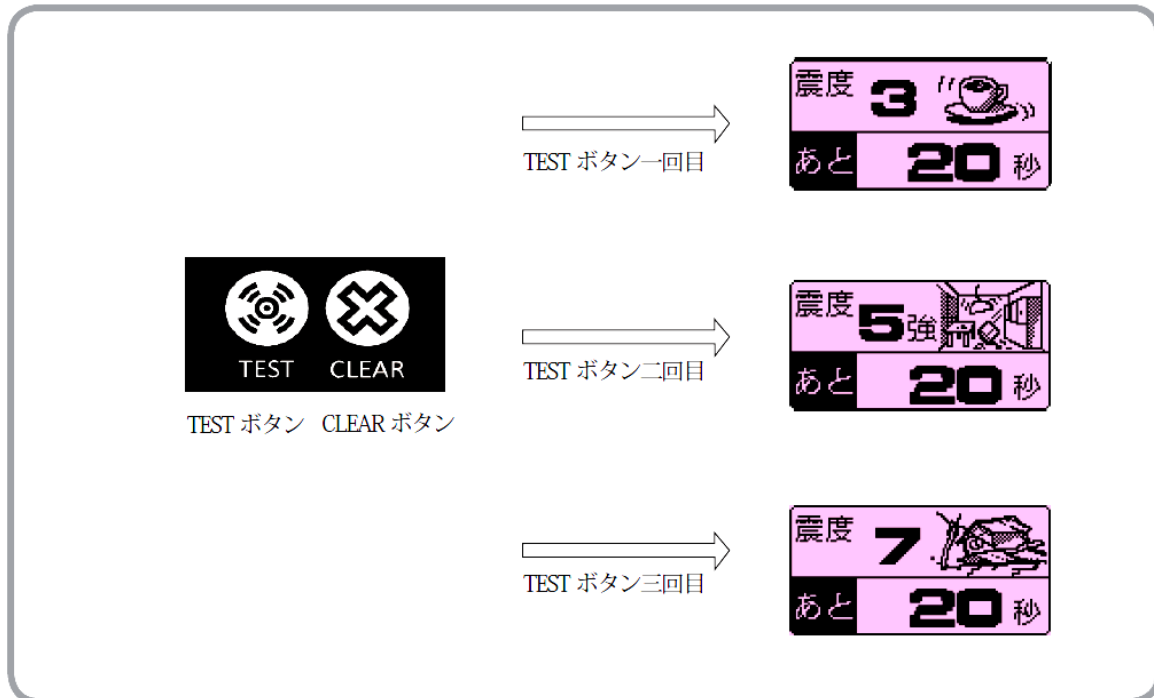 震度 3
あと 20 秒
TEST ボタン一回目
TEST CLEAR
TEST ボタン CLEAR ボタン
震度 5強
あと 20 秒
TEST ボタン二回目
震度 7
あと 20 秒
TEST ボタン三回目